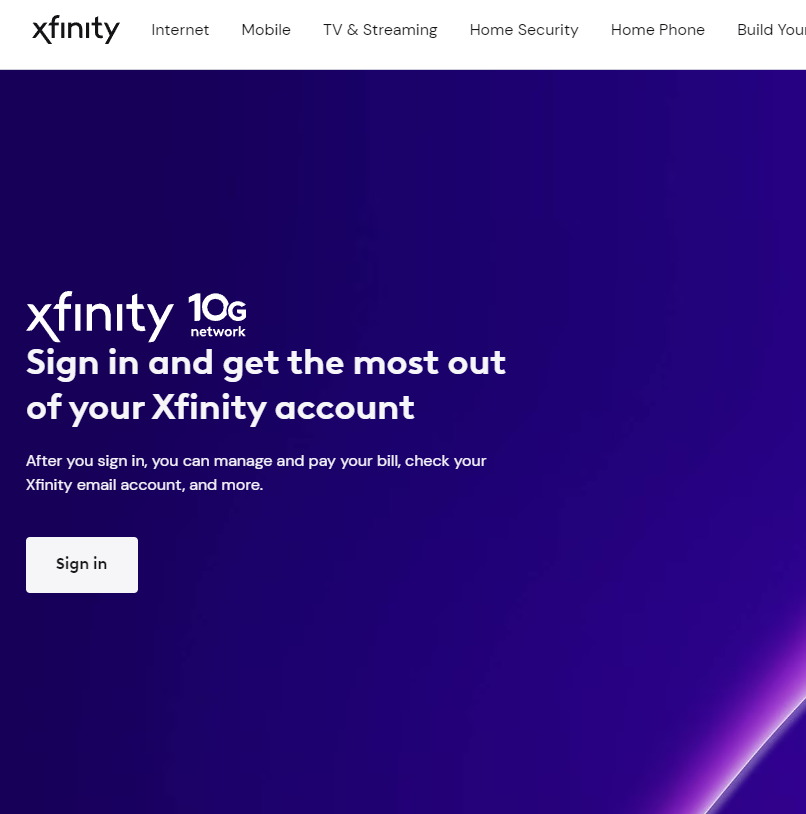 xfinity Internet Mobile TV & Streaming Home Security Home Phone Build
xfinity 10G
network
Sign in and get the most out
of your Xfinity account
After you sign in, you can manage and pay your bill, check your
Xfinity email account, and more.
Sign in